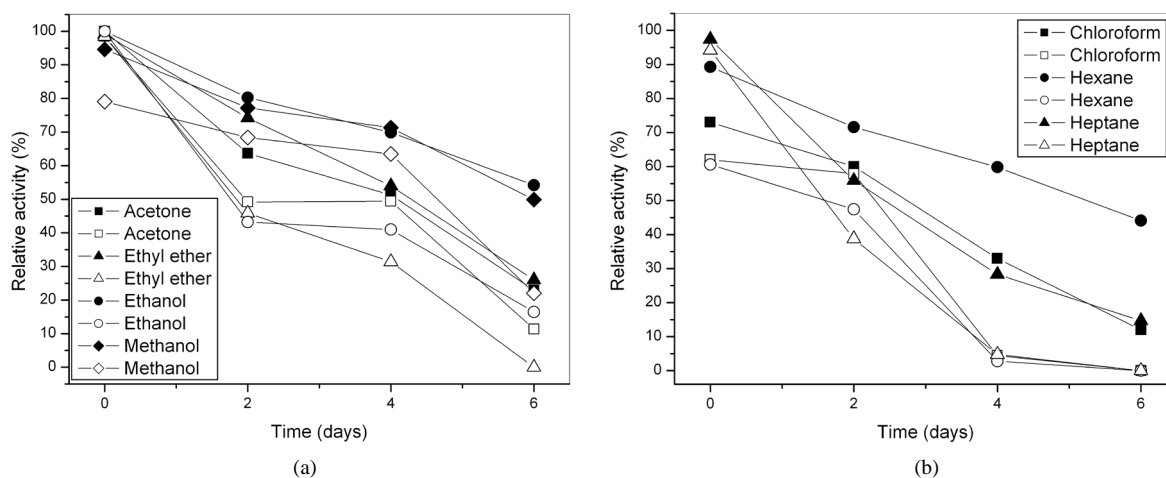 100
90
80
70
60
50
40
30
20
10
0
Relative activity (%)
Acetone
Acetone
Ethyl ether
Ethyl ether
Ethanol
Ethanol
Methanol
Methanol
0 2 4 6
Time (days)
(a)
100
90
80
70
60
50
40
30
20
10
0
Relative activity (%)
Chloroform
Chloroform
Hexane
Hexane
Heptane
Heptane
0 2 4 6
Time (days)
(b)